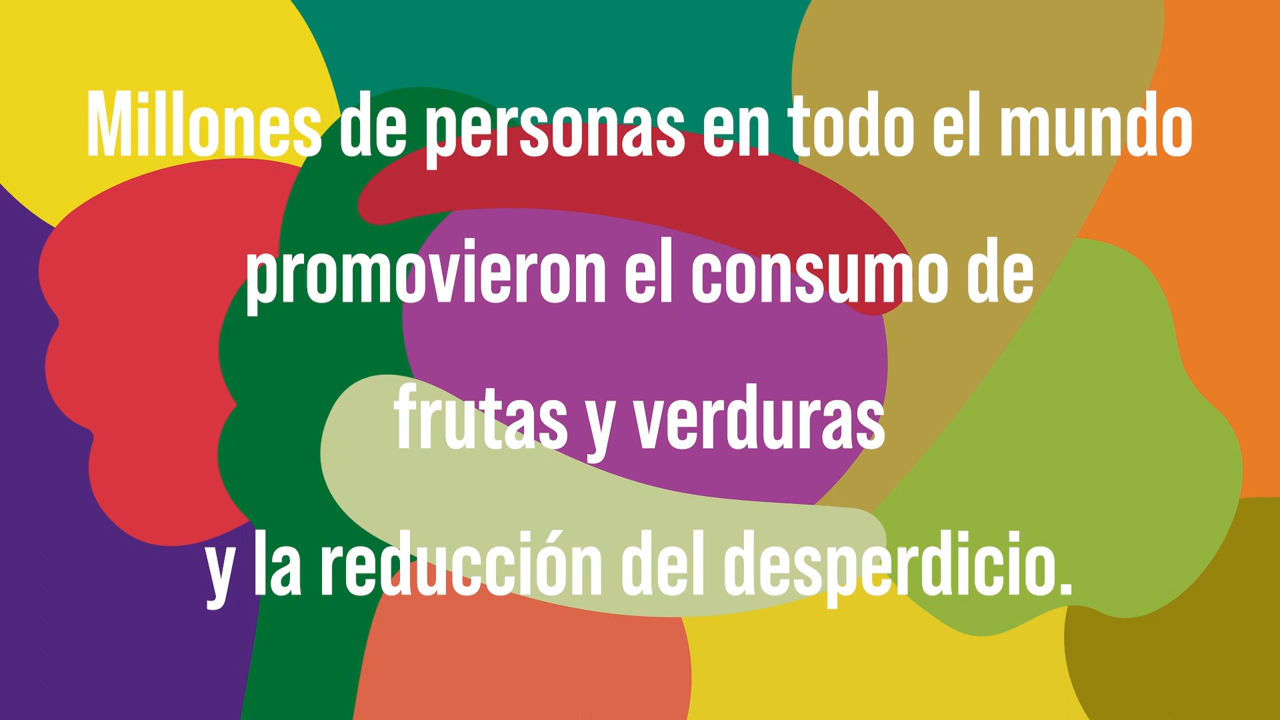 Millones de personas en todo el mundo
promovieron el consumo de
frutas y verduras
y la reducción del desperdicio.